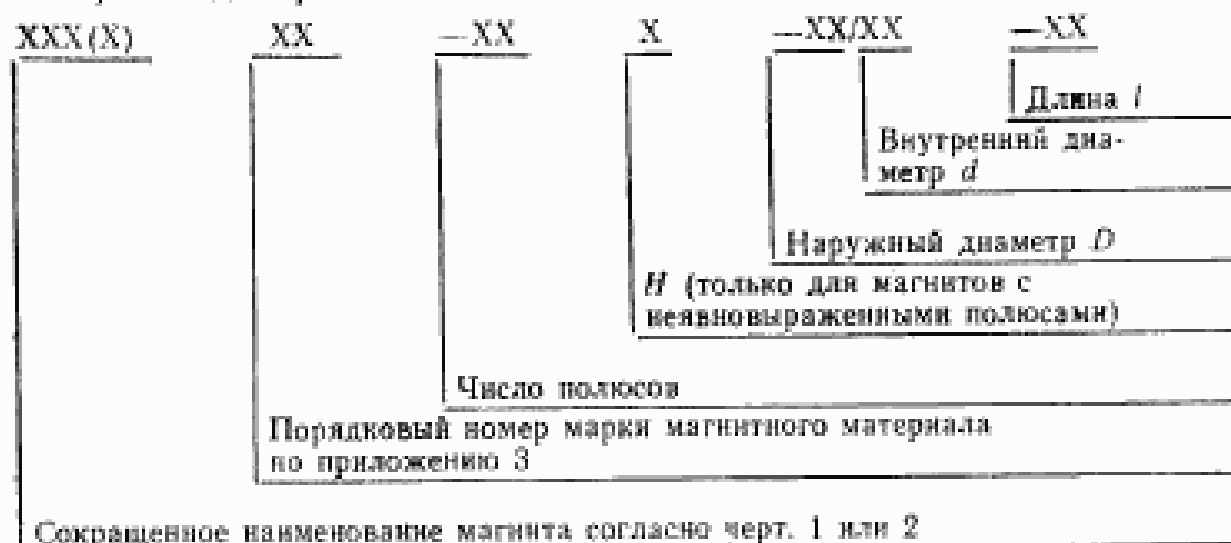 XXX(X) XX —XX X —XX/XX —XX
Длина l
Внутренний диа-
метр d
Наружный диаметр D
Н (только для магнитов с
неявновыраженными полюсами)
Число полюсов
Порядковый номер марки магнитного материала
по приложению 3
Сокращенное наименование магнита согласно черт. 1 или 2